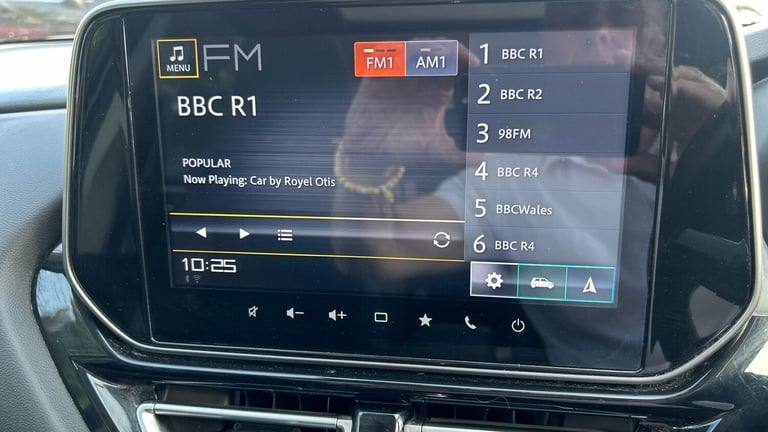 MENU
FM
FM1
AM1
BBC R1
POPULAR
Now Playing: Car by Royel Otis
10:25
1 BBC R1
2 BBC R2
3 98FM
4 BBC R4
5 BBCWales
6 BBC R4